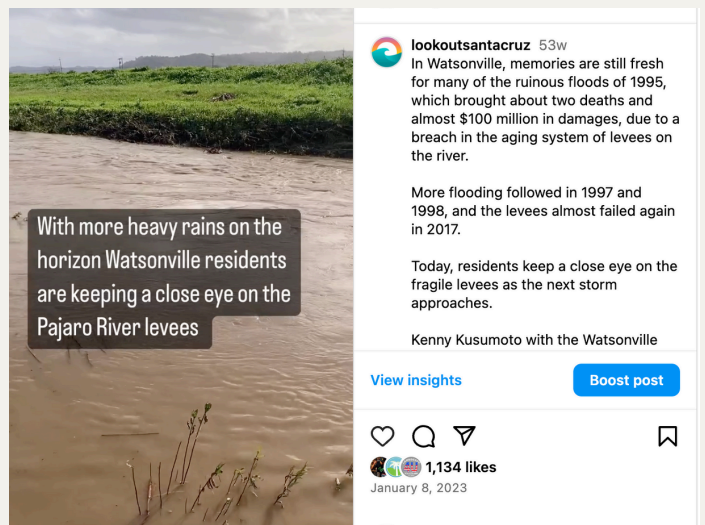 With more heavy rains on the
horizon Watsonville residents
are keeping a close eye on the
Pajaro River levees
lookoutsantacruz 53w
In Watsonville, memories are still fresh
for many of the ruinous floods of 1995,
which brought about two deaths and
almost $100 million in damages, due to a
breach in the aging system of levees on
the river.
More flooding followed in 1997 and
1998, and the levees almost failed again
in 2017.
Today, residents keep a close eye on the
fragile levees as the next storm
approaches.
Kenny Kusumoto with the Watsonville
View insights
Boost post
1,134 likes
January 8, 2023